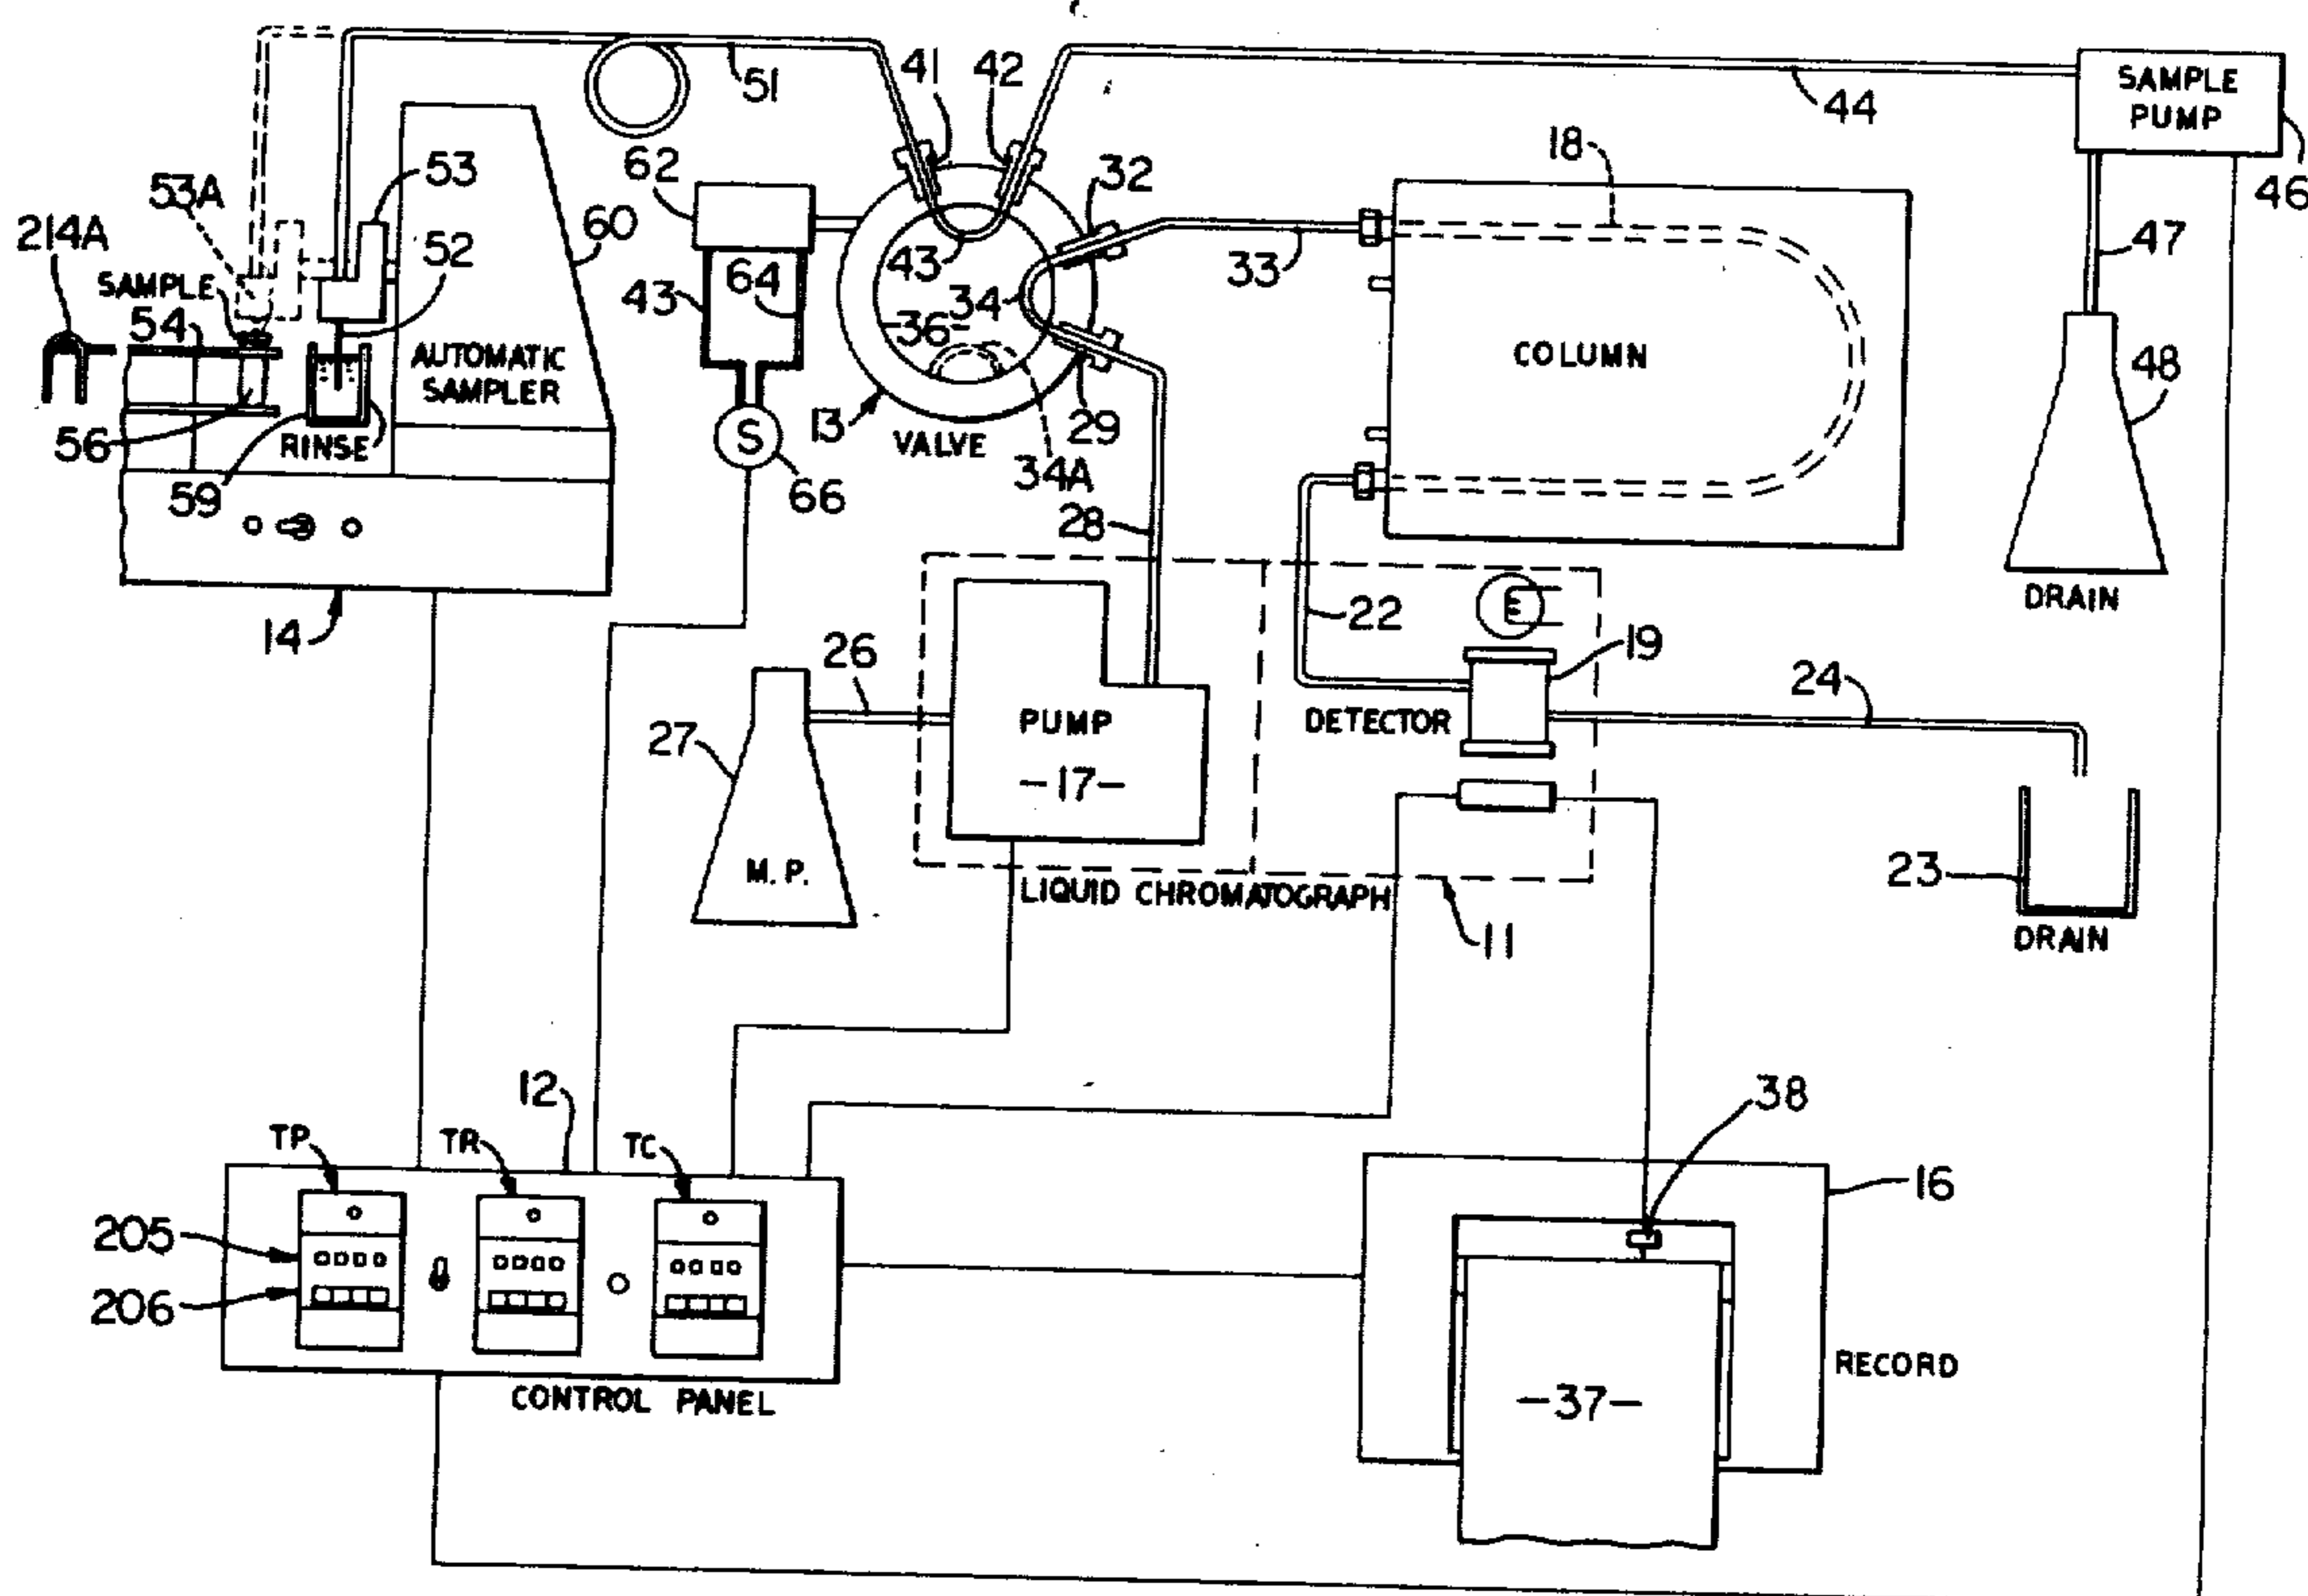 41
42
51
44
SAMPLE
PUMP
46
62
53
18
32
53A
214A
60
52
SAMPLE
54
43
64
43
34
33
47
-36-
AUTOMATIC
SAMPLER
COLUMN
48
56
RINSE
13
VALVE
29
59
S
66
34A
28
DRAIN
14
22
26
19
24
27
PUMP
-17-
DETECTOR
M.P.
LIQUID CHROMATOGRAPH
11
23
DRAIN
12
38
TP
TR
TC
16
205
206
RECORD
CONTROL PANEL
-37-